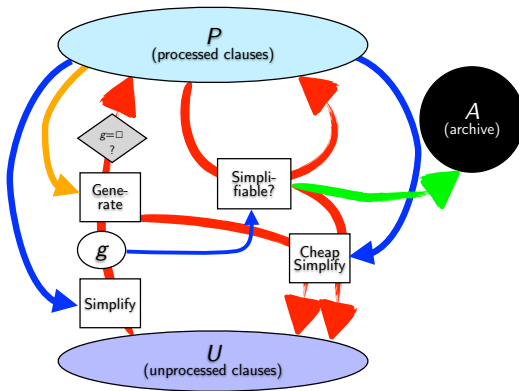 P
(processed clauses)
A
(archive)
g=□
?
Gene-
rate
Simpli-
fiable?
g
Cheap
Simplify
Simplify
U
(unprocessed clauses)